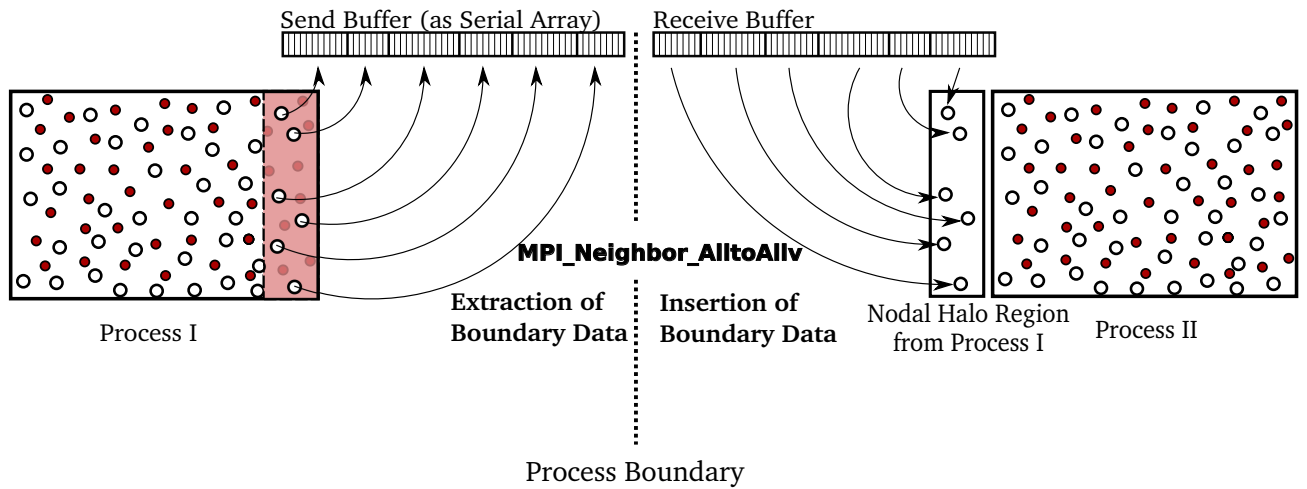 Send Buffer (as Serial Array)
Receive Buffer
MPI_Neighbor_AlltoAllv
Extraction of
Boundary Data
Insertion of
Boundary Data
Process I
Nodal Halo Region
from Process I
Process II
Process Boundary